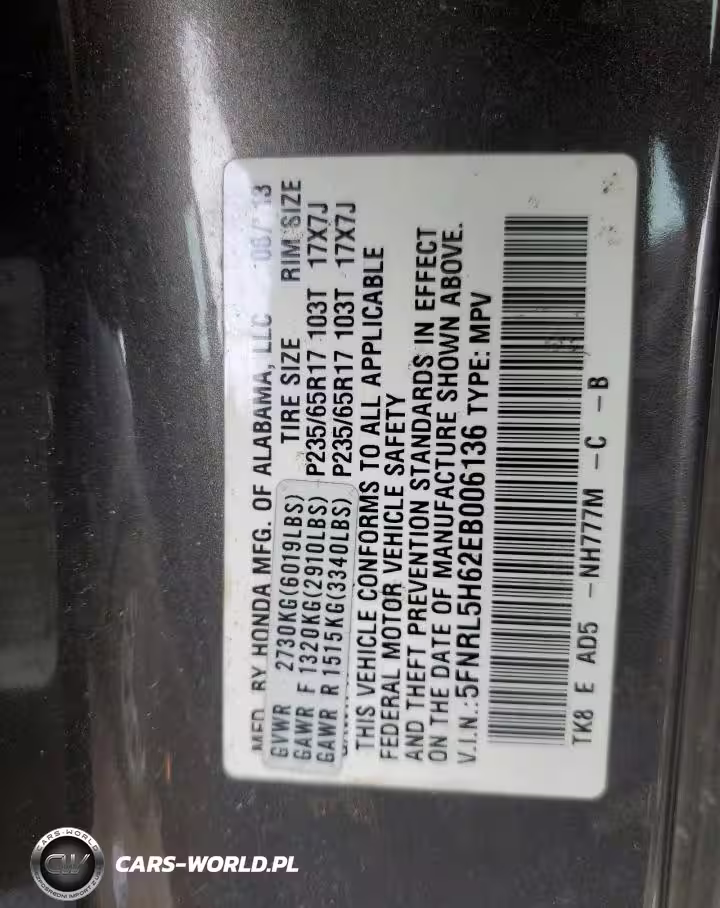 MFD. BY HONDA MFG. OF ALABAMA, LLC 13
TIRE SIZE RIM SIZE
GVWR 2730KG(6019LBS)
GAWR F 1320KG(2910LBS) P235/65R17 103T 17X7J
GAWR R 1515KG(3340LBS) P235/65R17 103T 17X7J
THIS VEHICLE CONFORMS TO ALL APPLICABLE
FEDERAL MOTOR VEHICLE SAFETY
AND THEFT PREVENTION STANDARDS IN EFFECT
ON THE DATE OF MANUFACTURE SHOWN ABOVE.
V.I.N.:5FNRL5H62EB006136 TYPE: MPV
TK8 E AD5 -NH777M -C -B
CARS-WORLD
CW
CARS-WORLD.PL